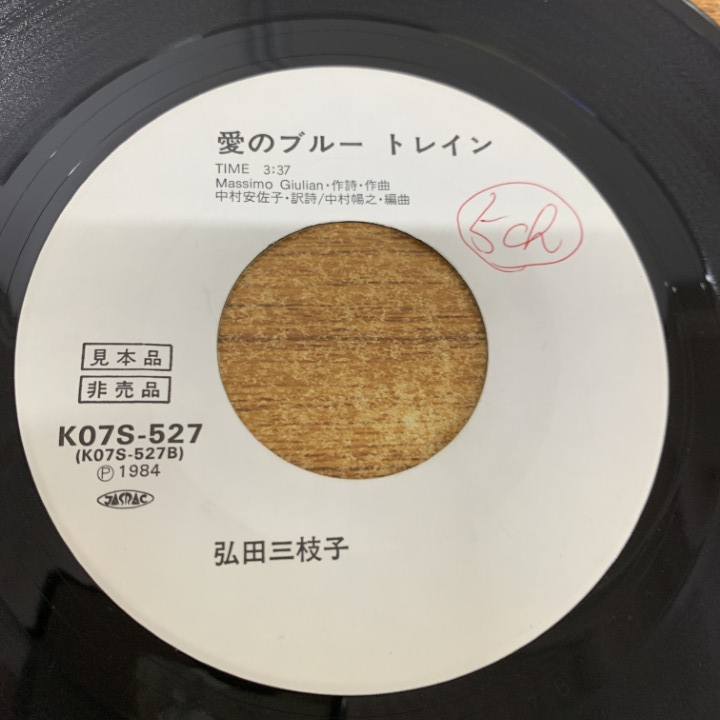 愛のブルー トレイン
TIME 3:37
Massimo Giulian・作詩・作曲
中村安佐子・訳詩/中村暢之・編曲
5ch
見本品
非売品
K07S-527
(K07S-527B)
Ⓟ 1984
JASRAC
弘田三枝子